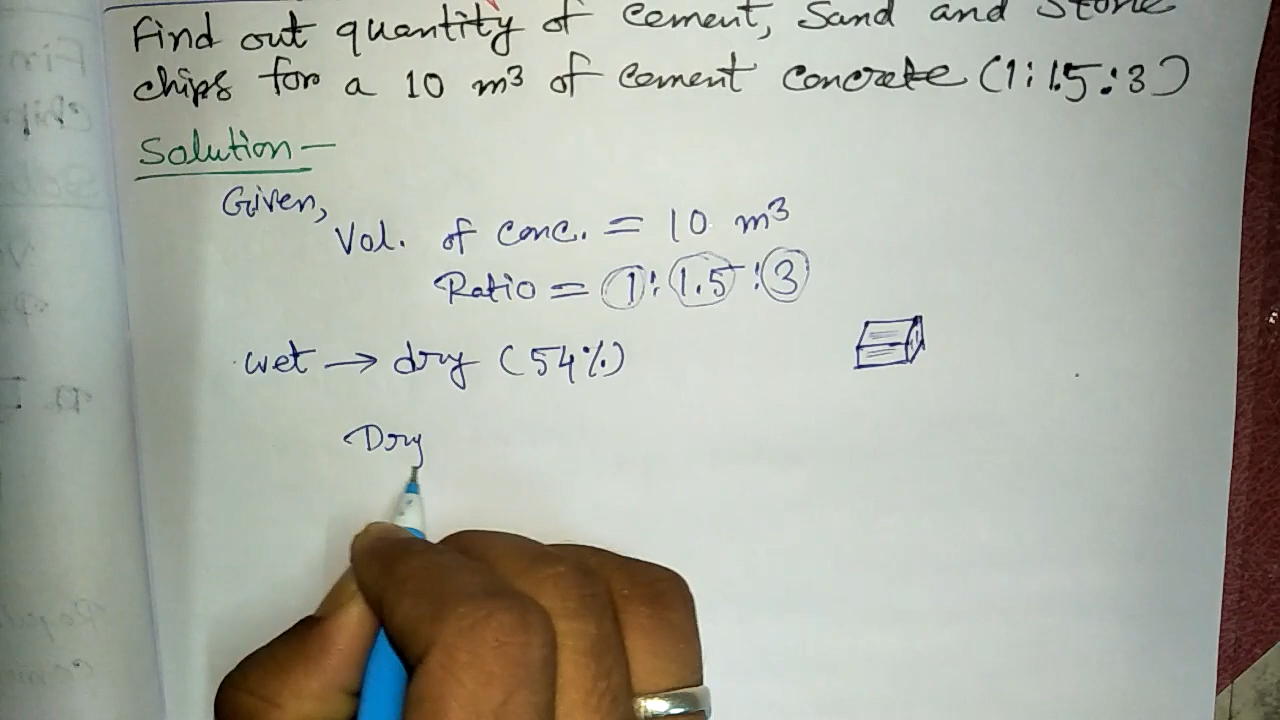 Find out quantity of Cement, Sand and Stone
chips for a 10 m³ of Cement Concrete (1:1.5:3)
Solution —
Given,
Vol. of conc. = 10 m³
Ratio = 1:1.5:3
wet → dry (54%)
Dry